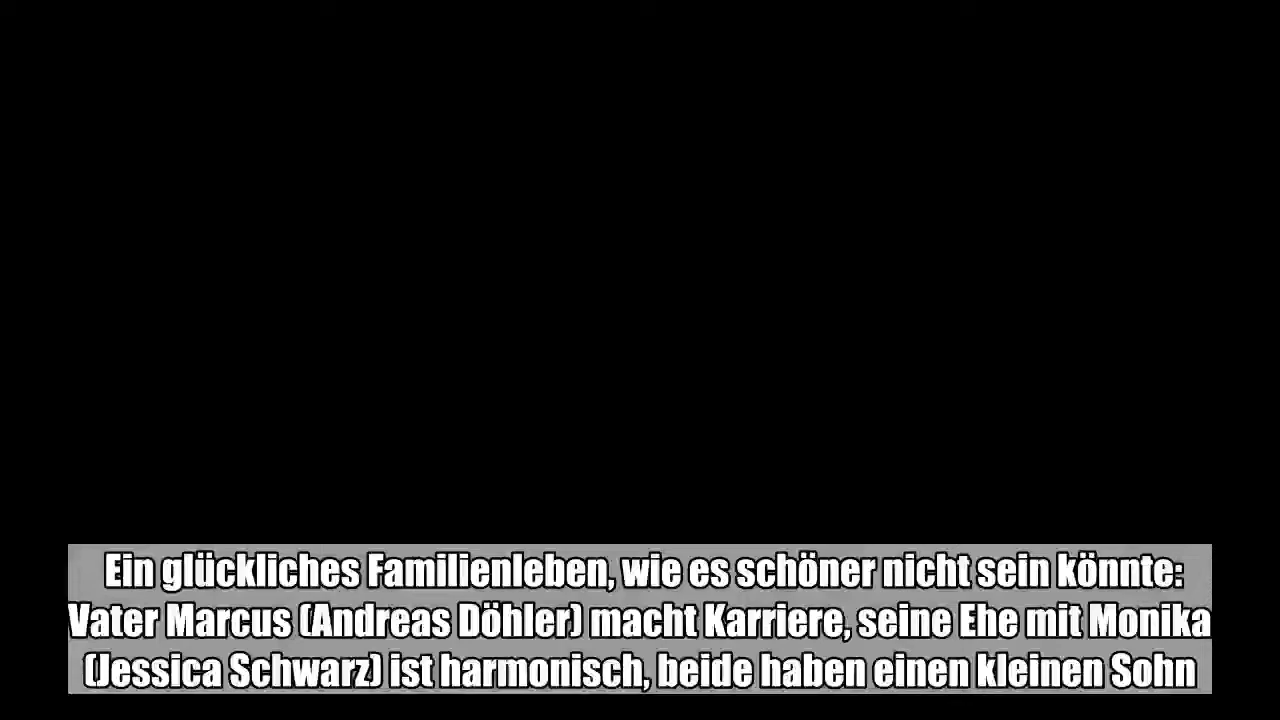 Ein glückliches Familienleben, wie es schöner nicht sein könnte:
Vater Marcus (Andreas Döhler) macht Karriere, seine Ehe mit Monika
(Jessica Schwarz) ist harmonisch, beide haben einen kleinen Sohn